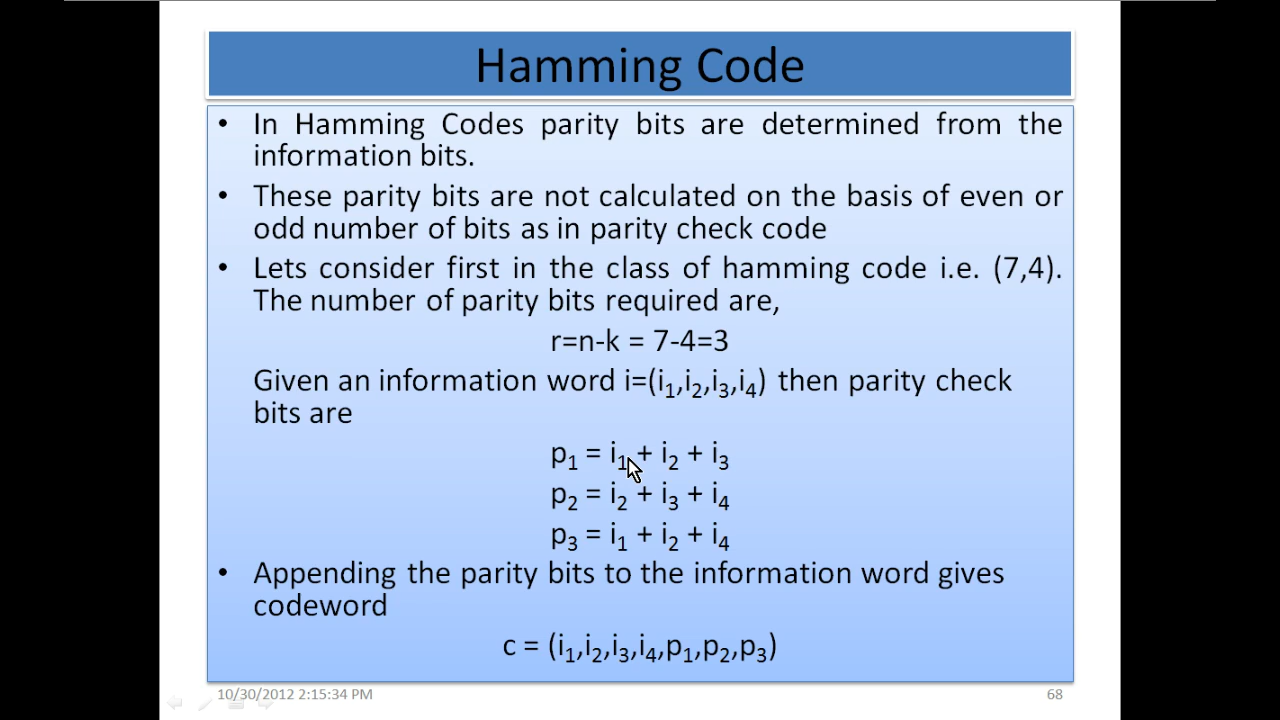 Hamming Code
• In Hamming Codes parity bits are determined from the
information bits.
• These parity bits are not calculated on the basis of even or
odd number of bits as in parity check code
• Lets consider first in the class of hamming code i.e. (7,4).
The number of parity bits required are,
r=n-k = 7-4=3
Given an information word i=(i₁,i₂,i₃,i₄) then parity check
bits are
p₁ = i₁ + i₂ + i₃
p₂ = i₂ + i₃ + i₄
p₃ = i₁ + i₂ + i₄
• Appending the parity bits to the information word gives
codeword
c = (i₁,i₂,i₃,i₄,p₁,p₂,p₃)
10/30/2012 2:15:34 PM 68